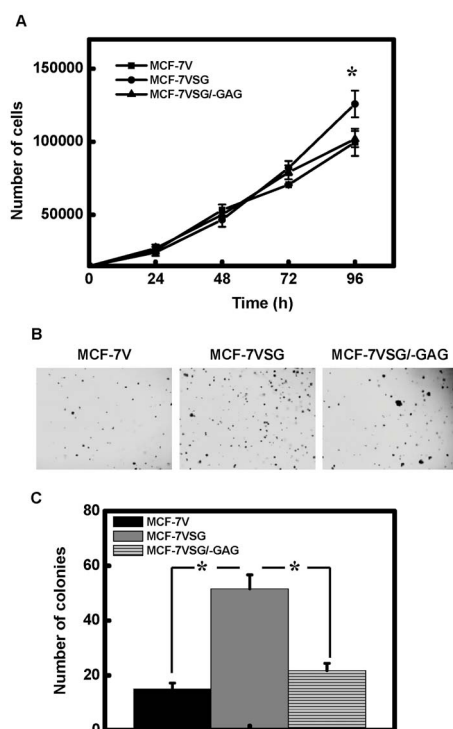 A
Number of cells
150000
100000
50000
MCF-7V
MCF-7VSG
MCF-7VSG/-GAG
*
0 24 48 72 96
Time (h)
B
MCF-7V MCF-7VSG MCF-7VSG/-GAG
C
Number of colonies
80
60
40
20
0
MCF-7V
MCF-7VSG
MCF-7VSG/-GAG
* *